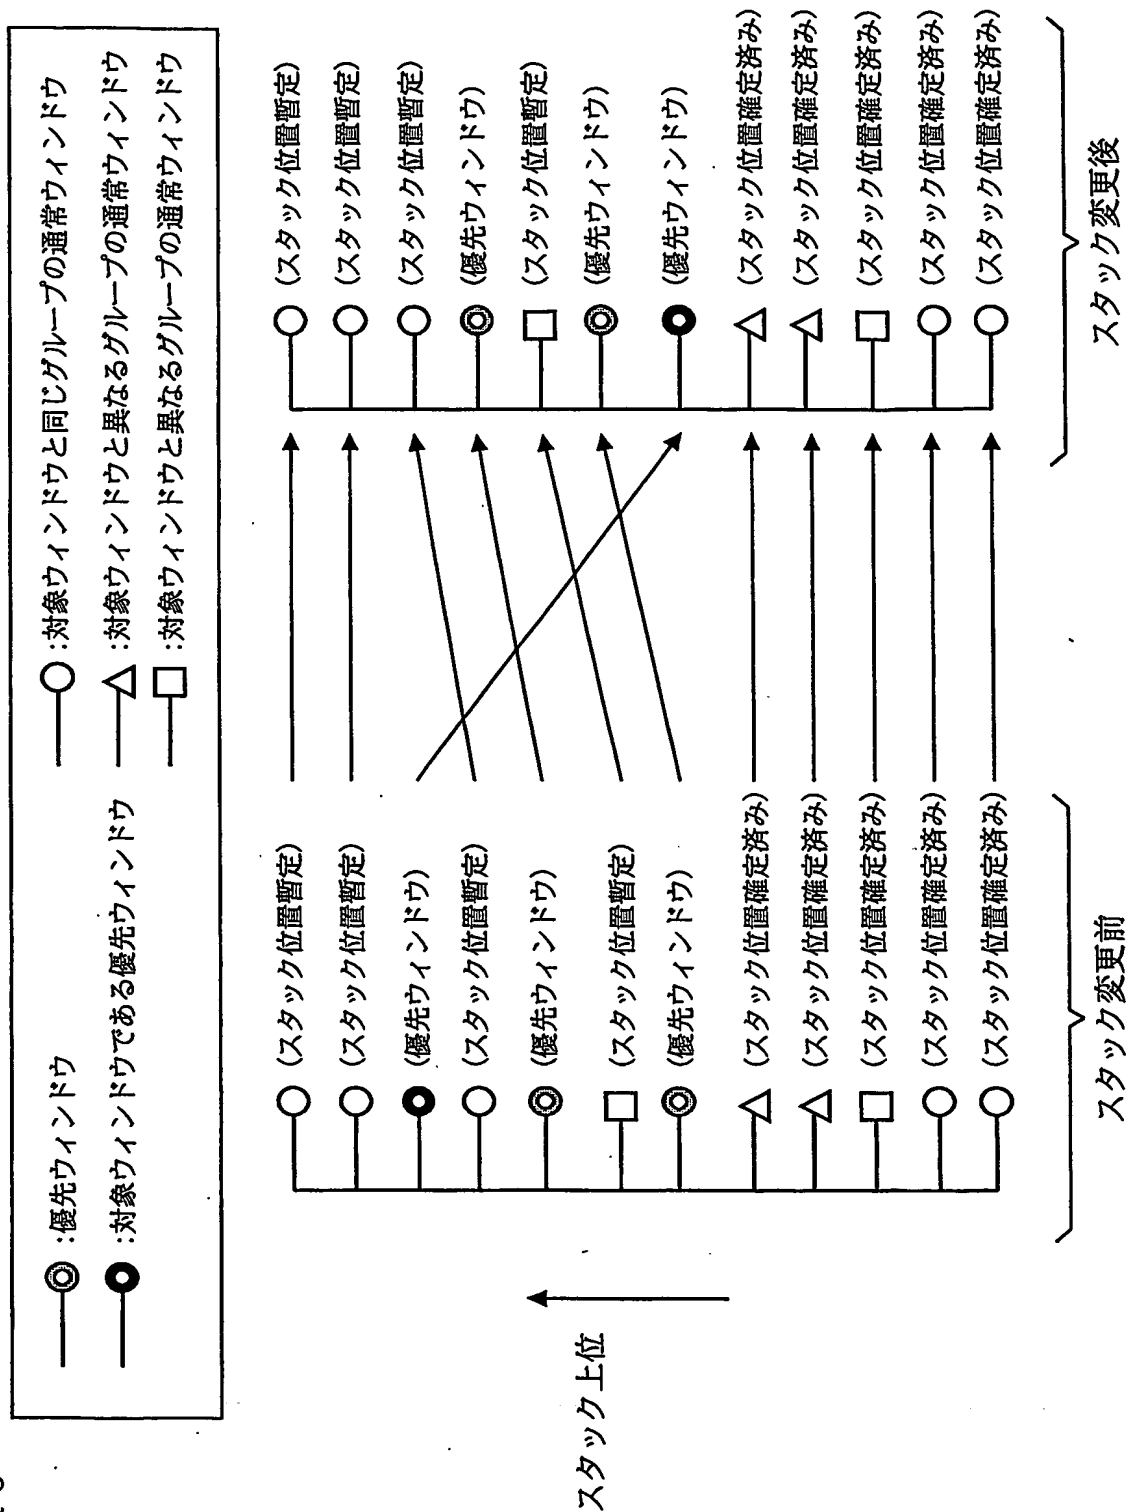 :優先ウィンドウ
:対象ウィンドウである優先ウィンドウ
:対象ウィンドウと同じグループの通常ウィンドウ
:対象ウィンドウと異なるグループの通常ウィンドウ
:対象ウィンドウと異なるグループの通常ウィンドウ
スタック上位
(スタック位置暫定)
(スタック位置暫定)
(優先ウィンドウ)
(スタック位置暫定)
(優先ウィンドウ)
(スタック位置暫定)
(優先ウィンドウ)
(スタック位置確定済み)
(スタック位置確定済み)
(スタック位置確定済み)
(スタック位置確定済み)
(スタック位置確定済み)
スタック変更前
(スタック位置暫定)
(スタック位置暫定)
(スタック位置暫定)
(優先ウィンドウ)
(スタック位置暫定)
(優先ウィンドウ)
(優先ウィンドウ)
(スタック位置確定済み)
(スタック位置確定済み)
(スタック位置確定済み)
(スタック位置確定済み)
(スタック位置確定済み)
スタック変更後